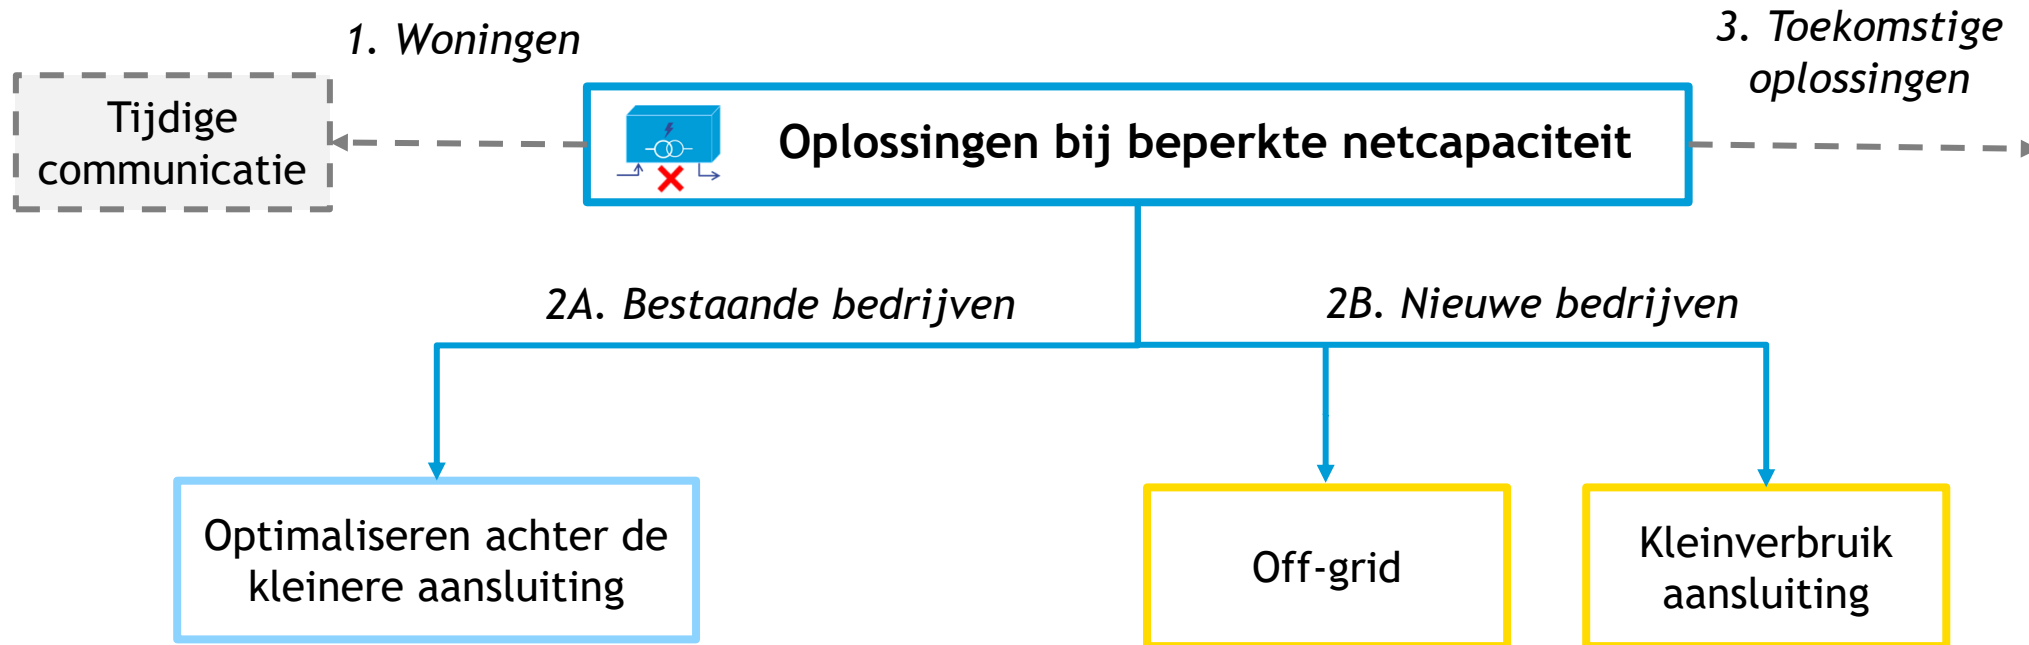 1. Woningen
3. Toekomstige
oplossingen
Tijdige
communicatie
Oplossingen bij beperkte netcapaciteit
2A. Bestaande bedrijven
2B. Nieuwe bedrijven
Optimaliseren achter de
kleinere aansluiting
Off-grid
Kleinverbruik
aansluiting